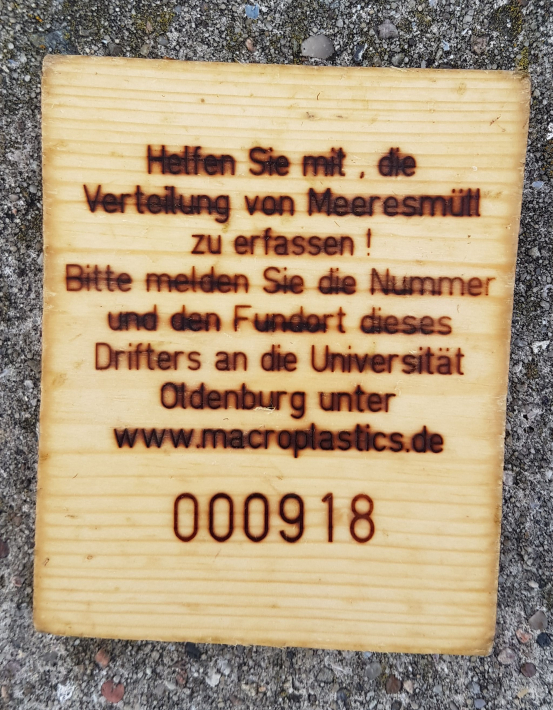 Helfen Sie mit , die
Verteilung von Meeresmüll
zu erfassen !
Bitte melden Sie die Nummer
und den Fundort dieses
Drifters an die Universität
Oldenburg unter
www.macroplastics.de
000918